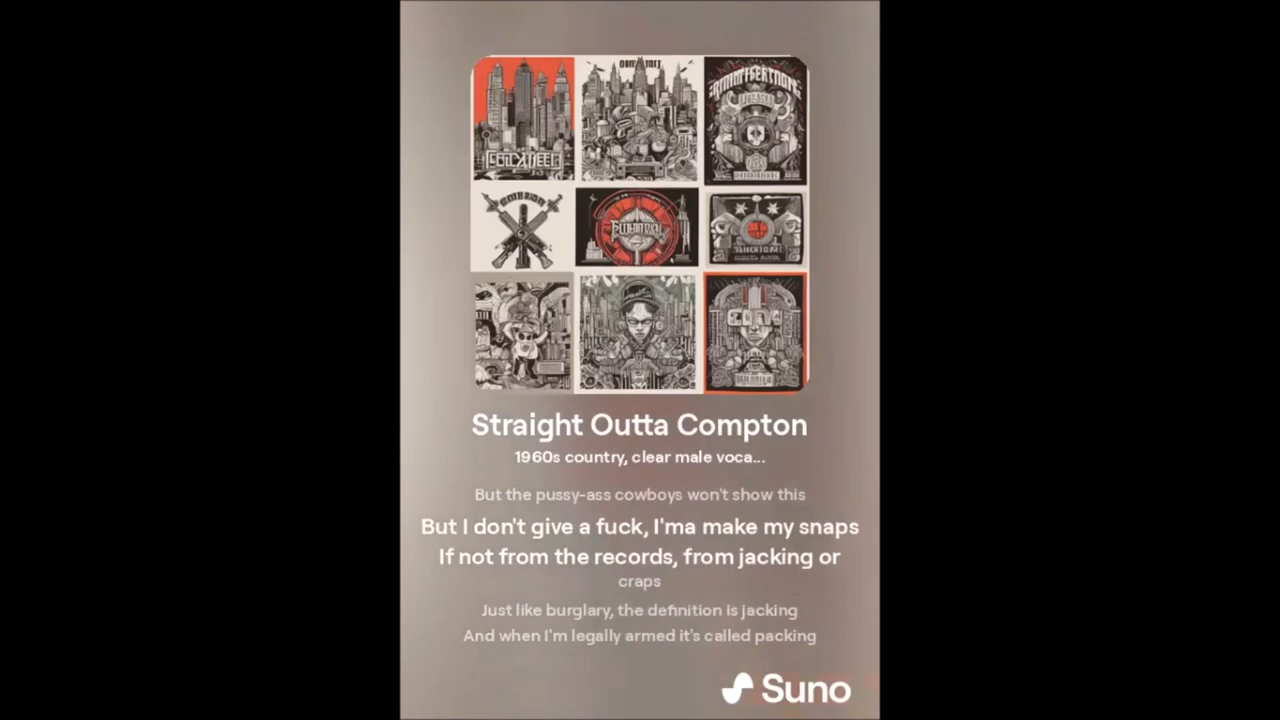 Straight Outta Compton
1960s country, clear male voca...
But the pussy-ass cowboys won't show this
But I don't give a fuck, I'ma make my snaps
If not from the records, from jacking or
craps
Just like burglary, the definition is jacking
And when I'm legally armed it's called packing
Suno